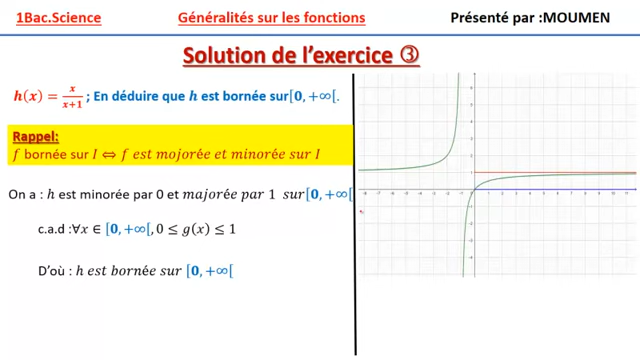 1Bac.Science Généralités sur les fonctions Présenté par :MOUMEN
Solution de l'exercice ③
h(x) = x/(x+1) ; En déduire que h est bornée sur[0, +∞[.
Rappel:
f bornée sur I ⇔ f est mojorée et minorée sur I
On a : h est minorée par 0 et majorée par 1 sur[0, +∞[
c.a.d :∀x ∈ [0, +∞[, 0 ≤ g(x) ≤ 1
D'où : h est bornée sur [0, +∞[